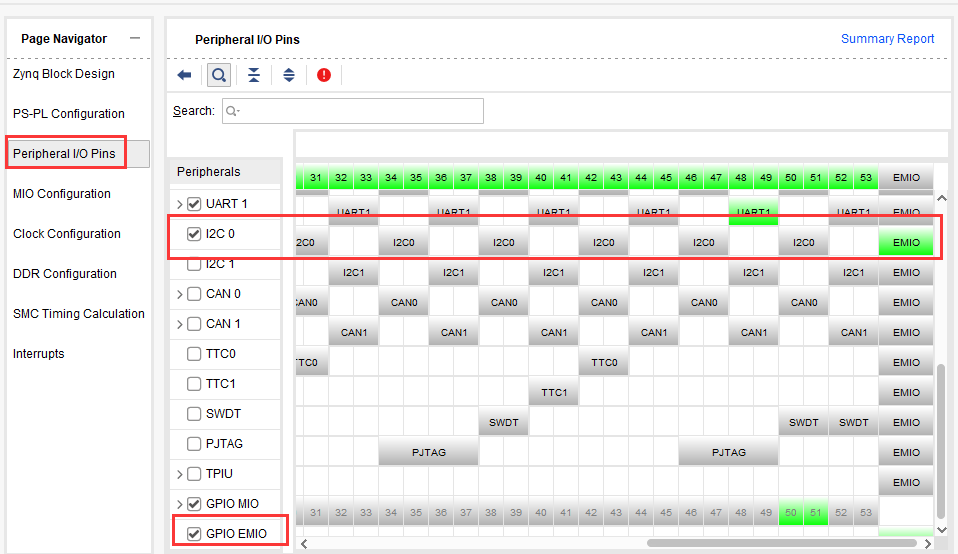 Page Navigator
Peripheral I/O Pins
Summary Report
Zynq Block Design
PS-PL Configuration
Peripheral I/O Pins
MIO Configuration
Clock Configuration
DDR Configuration
SMC Timing Calculation
Interrupts
Search:
Peripherals 31 32 33 34 35 36 37 38 39 40 41 42 43 44 45 46 47 48 49 50 51 52 53 EMIO
UART 1 UART1 UART1 UART1 UART1 UART1 UART1 EMIO
I2C 0 2C0 I2C0 I2C0 I2C0 I2C0 I2C0 EMIO
I2C 1 I2C1 I2C1 I2C1 I2C1 I2C1 I2C1 EMIO
CAN 0 CAN0 CAN0 CAN0 CAN0 CAN0 CAN0 EMIO
CAN 1 CAN1 CAN1 CAN1 CAN1 CAN1 CAN1 EMIO
TTC0 TTC0 TTC0 EMIO
TTC1 TTC1 EMIO
SWDT SWDT SWDT SWDT EMIO
PJTAG PJTAG PJTAG EMIO
TPIU EMIO
GPIO MIO 31 32 33 34 35 36 37 38 39 40 41 42 43 44 45 46 47 48 49 50 51 52 53
GPIO EMIO